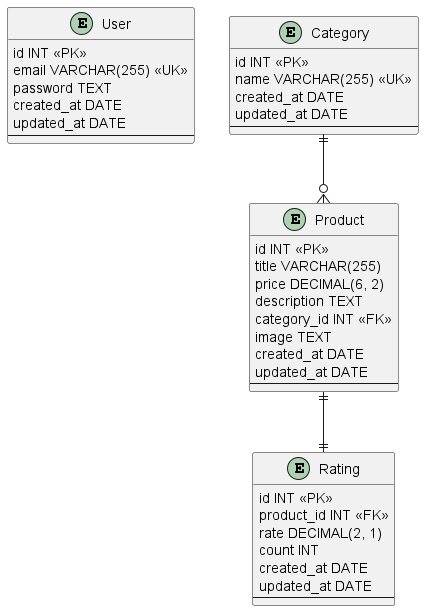 E User
id INT «PK»
email VARCHAR(255) «UK»
password TEXT
created_at DATE
updated_at DATE
E Category
id INT «PK»
name VARCHAR(255) «UK»
created_at DATE
updated_at DATE
E Product
id INT «PK»
title VARCHAR(255)
price DECIMAL(6, 2)
description TEXT
category_id INT «FK»
image TEXT
created_at DATE
updated_at DATE
E Rating
id INT «PK»
product_id INT «FK»
rate DECIMAL(2, 1)
count INT
created_at DATE
updated_at DATE